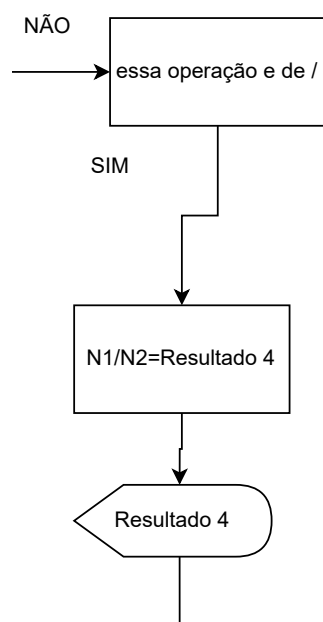 NÃO
essa operação e de /
SIM
N1/N2=Resultado 4
Resultado 4